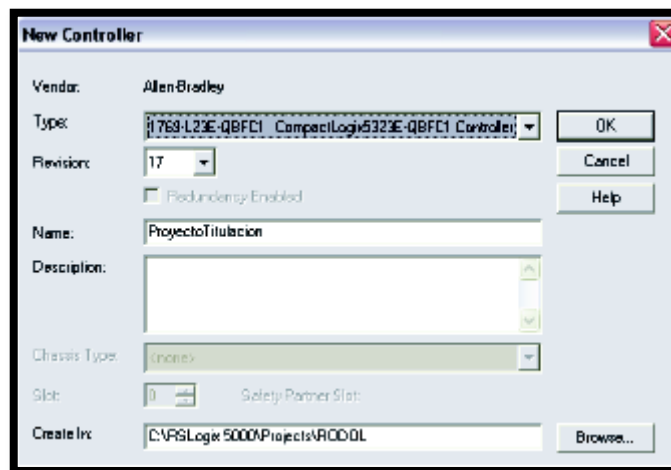 New Controller
Vendor: Allen-Bradley
Type: 1769-L23E-QBFC1 CompactLogix5323E-QBFC1 Controller
OK
Revision: 17
Cancel
Redundancy Enabled
Help
Name: ProyectoTitulacion
Description:
Chassis Type: <none>
Slot: 0 Safety Partner Slot:
Create In: C:\RSLogix 5000\Projects\RODOL
Browse...